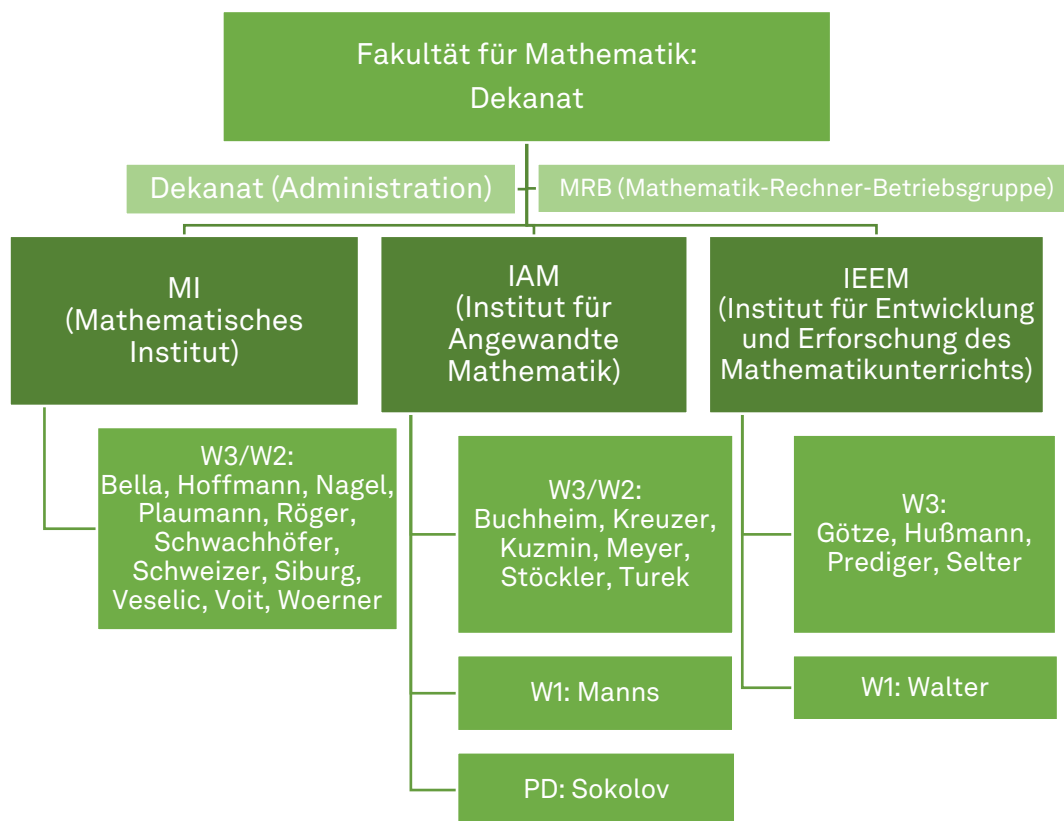 Fakultät für Mathematik:
Dekanat
Dekanat (Administration)
MRB (Mathematik-Rechner-Betriebsgruppe)
MI
(Mathematisches
Institut)
IAM
(Institut für
Angewandte
Mathematik)
IEEM
(Institut für Entwicklung
und Erforschung des
Mathematikunterrichts)
W3/W2:
Bella, Hoffmann, Nagel,
Plaumann, Röger,
Schwachhöfer,
Schweizer, Siburg,
Veselic, Voit, Woerner
W3/W2:
Buchheim, Kreuzer,
Kuzmin, Meyer,
Stöckler, Turek
W3:
Götze, Hußmann,
Prediger, Selter
W1: Manns
W1: Walter
PD: Sokolov